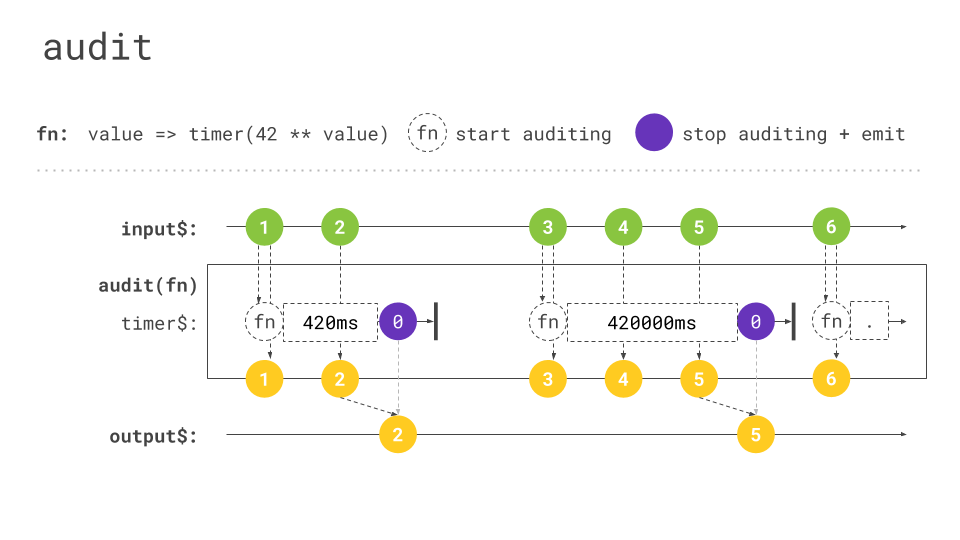 audit
fn: value => timer(42 ** value) fn start auditing stop auditing + emit
input$: 1 2 3 4 5 6
audit(fn)
timer$: fn 420ms 0 fn 420000ms 0 fn .
1 2 3 4 5 6
output$: 2 5